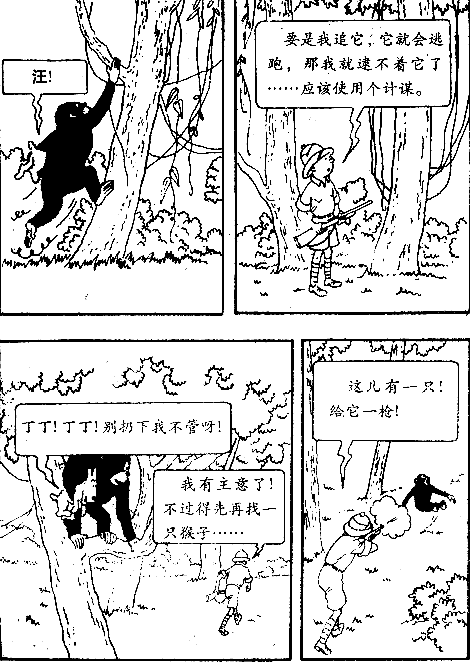 汪!
要是我追它，它就会逃
跑，那我就逮不着它了
……应该使用个计谋。
丁丁!丁丁!别扔下我不管呀!
我有主意了!
不过得先再找一
只猴子……
这儿有一只!
给它一枪!